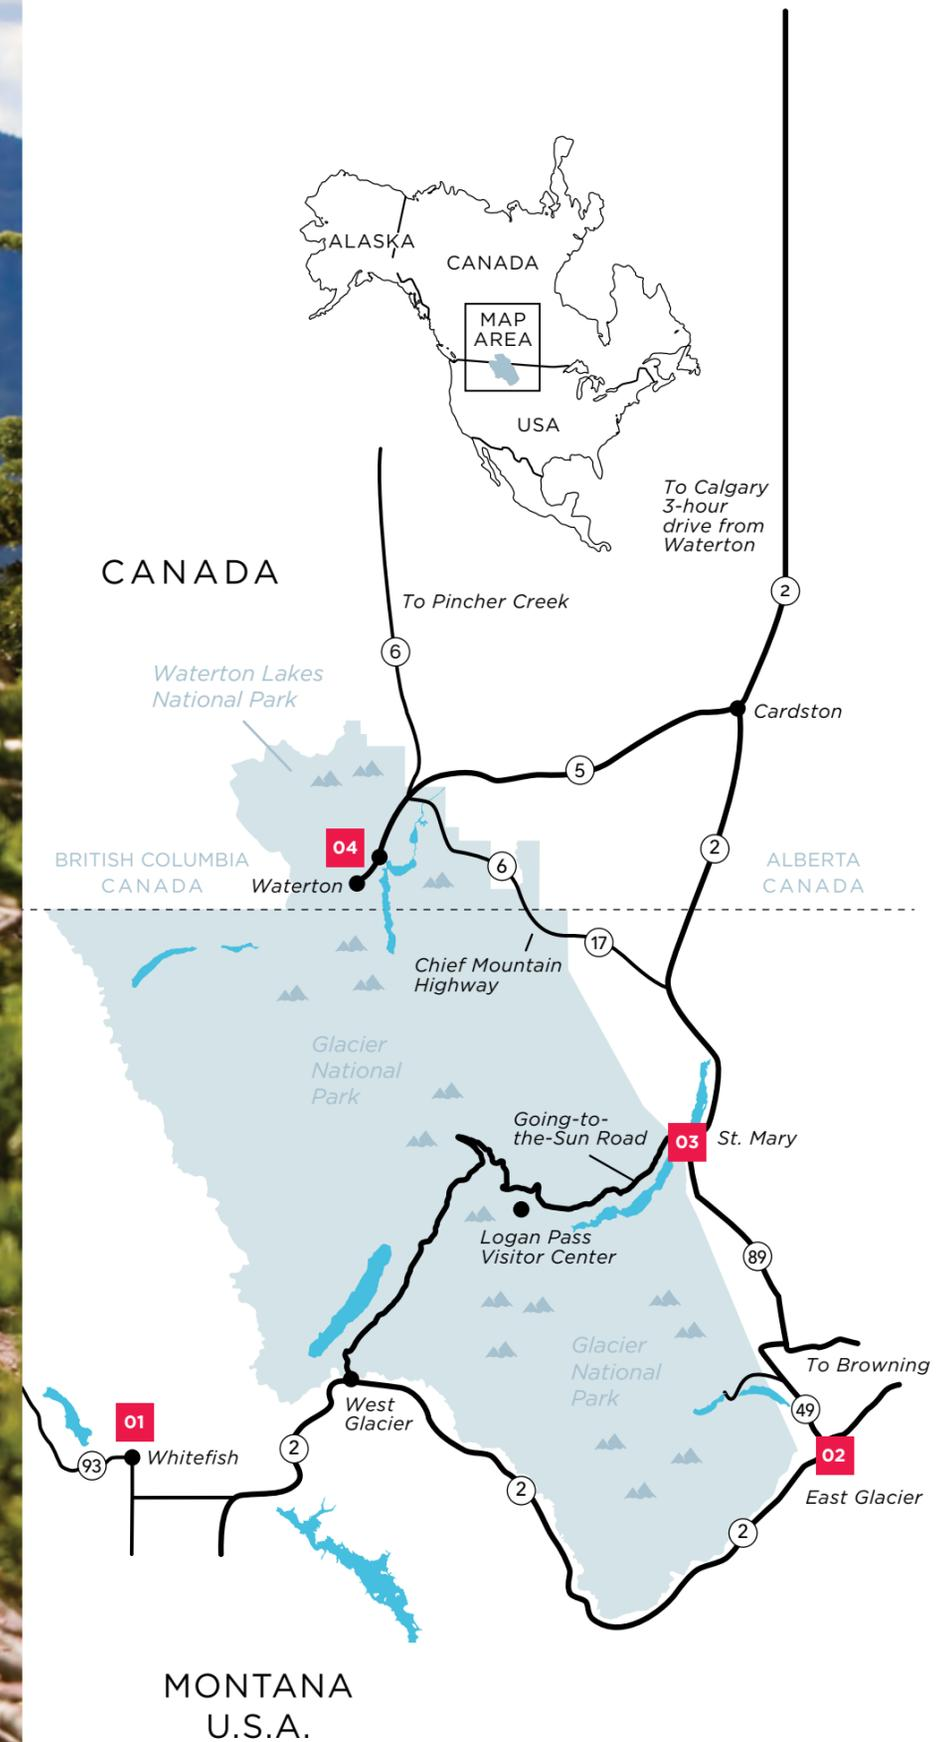 ALASKA
CANADA
MAP
AREA
USA
To Calgary
3-hour
drive from
Waterton
CANADA
2
To Pincher Creek
6
Waterton Lakes
National Park
Cardston
5
04
2
BRITISH COLUMBIA
CANADA
6
ALBERTA
CANADA
Waterton
17
Chief Mountain
Highway
Glacier
National
Park
Going-to-
the-Sun Road
03
St. Mary
Logan Pass
Visitor Center
89
Glacier
National
Park
To Browning
West
Glacier
49
01
2
Whitefish
93
02
2
East Glacier
2
MONTANA
U.S.A.